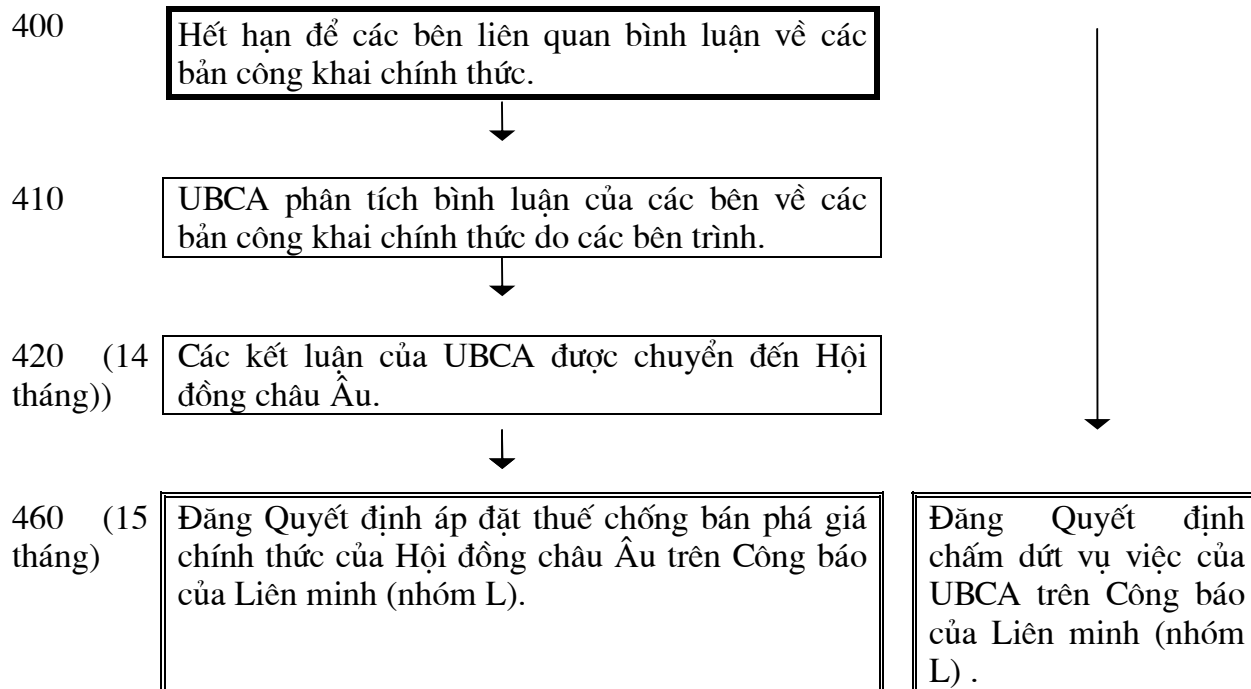 400
Hết hạn để các bên liên quan bình luận về các
bản công khai chính thức.
410
UBCA phân tích bình luận của các bên về các
bản công khai chính thức do các bên trình.
420 (14
tháng))
Các kết luận của UBCA được chuyển đến Hội
đồng châu Âu.
460 (15
tháng)
Đăng Quyết định áp đặt thuế chống bán phá giá
chính thức của Hội đồng châu Âu trên Công báo
của Liên minh (nhóm L).
Đăng Quyết định
chấm dứt vụ việc của
UBCA trên Công báo
của Liên minh (nhóm
L) .